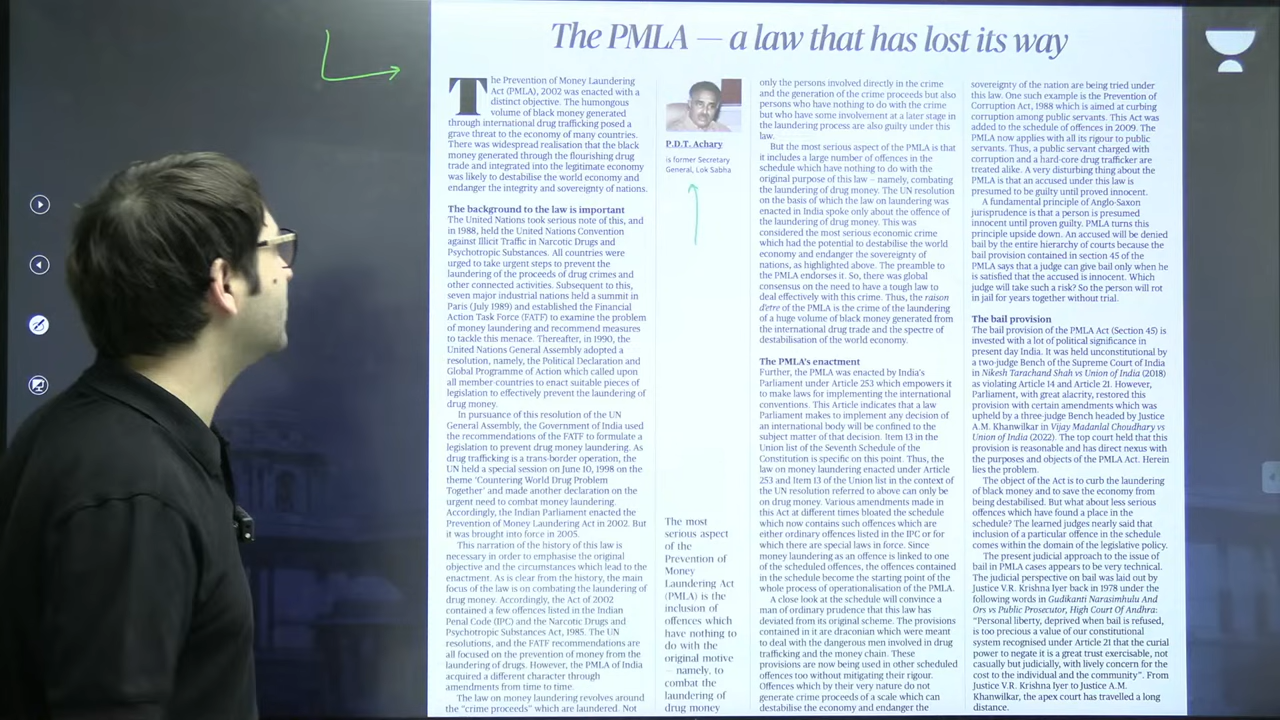 The PMLA — a law that has lost its way
The Prevention of Money Laundering
Act (PMLA), 2002 was enacted with a
distinct objective. The humongous
volume of black money generated
through international drug trafficking posed a
grave threat to the economy of many countries.
There was widespread realisation that the black
money generated through the flourishing drug
trade and integrated into the legitimate economy
was likely to destabilise the world economy and
endanger the integrity and sovereignty of nations.
The background to the law is important
The United Nations took serious note of this, and
in 1988, held the United Nations Convention
against Illicit Traffic in Narcotic Drugs and
Psychotropic Substances. All countries were
urged to take urgent steps to prevent the
laundering of the proceeds of drug crimes and
other connected activities. Subsequent to this,
seven major industrial nations held a summit in
Paris (July 1989) and established the Financial
Action Task Force (FATF) to examine the problem
of money laundering and recommend measures
to tackle this menace. Thereafter, in 1990, the
United Nations General Assembly adopted a
resolution, namely, the Political Declaration and
Global Programme of Action which called upon
all member-countries to enact suitable pieces of
legislation to effectively prevent the laundering of
drug money.
In pursuance of this resolution of the UN
General Assembly, the Government of India used
the recommendations of the FATF to formulate a
legislation to prevent drug money laundering. As
drug trafficking is a trans-border operation, the
UN held a special session on June 10, 1998 on the
theme ‘Countering World Drug Problem
Together’ and made another declaration on the
urgent need to combat money laundering.
Accordingly, the Indian Parliament enacted the
Prevention of Money Laundering Act in 2002. But
it was brought into force in 2005.
This narration of the history of this law is
necessary in order to emphasise the original
objective and the circumstances which lead to the
enactment. As is clear from the history, the main
focus of the law is on combating the laundering of
drug money. Accordingly, the Act of 2002
contained a few offences listed in the Indian
Penal Code (IPC) and the Narcotic Drugs and
Psychotropic Substances Act, 1985. The UN
resolutions, and the FATF recommendations are
all focused on the prevention of money from the
laundering of drugs. However, the PMLA of India
acquired a different character through
amendments from time to time.
The law on money laundering revolves around
the “crime proceeds” which are laundered. Not
P.D.T. Achary
is former Secretary
General, Lok Sabha
The most
serious aspect
of the
Prevention of
Money
Laundering Act
(PMLA) is the
inclusion of
offences which
have nothing to
do with the
original motive
— namely, to
combat the
laundering of
drug money
only the persons involved directly in the crime
and the generation of the crime proceeds but also
persons who have nothing to do with the crime
but who have some involvement at a later stage in
the laundering process are also guilty under this
law.
But the most serious aspect of the PMLA is that
it includes a large number of offences in the
schedule which have nothing to do with the
original purpose of this law – namely, combating
the laundering of drug money. The UN resolution
on the basis of which the law on laundering was
enacted in India spoke only about the offence of
the laundering of drug money. This was
considered the most serious economic crime
which had the potential to destabilise the world
economy and endanger the sovereignty of
nations, as highlighted above. The preamble to
the PMLA endorses it. So, there was global
consensus on the need to have a tough law to
deal effectively with this crime. Thus, the raison
d’etre of the PMLA is the crime of the laundering
of a huge volume of black money generated from
the international drug trade and the spectre of
destabilisation of the world economy.
The PMLA’s enactment
Further, the PMLA was enacted by India’s
Parliament under Article 253 which empowers it
to make laws for implementing the international
conventions. This Article indicates that a law
Parliament makes to implement any decision of
an international body will be confined to the
subject matter of that decision. Item 13 in the
Union list of the Seventh Schedule of the
Constitution is specific on this point. Thus, the
law on money laundering enacted under Article
253 and Item 13 of the Union list in the context of
the UN resolution referred to above can only be
on drug money. Various amendments made in
this Act at different times bloated the schedule
which now contains such offences which are
either ordinary offences listed in the IPC or for
which there are special laws in force. Since
money laundering as an offence is linked to one
of the scheduled offences, the offences contained
in the schedule become the starting point of the
whole process of operationalisation of the PMLA.
A close look at the schedule will convince a
man of ordinary prudence that this law has
deviated from its original scheme. The provisions
contained in it are draconian which were meant
to deal with the dangerous men involved in drug
trafficking and the money chain. These
provisions are now being used in other scheduled
offences too without mitigating their rigour.
Offences which by their very nature do not
generate crime proceeds of a scale which can
destabilise the economy and endanger the
sovereignty of the nation are being tried under
this law. One such example is the Prevention of
Corruption Act, 1988 which is aimed at curbing
corruption among public servants. This Act was
added to the schedule of offences in 2009. The
PMLA now applies with all its rigour to public
servants. Thus, a public servant charged with
corruption and a hard-core drug trafficker are
treated alike. A very disturbing thing about the
PMLA is that an accused under this law is
presumed to be guilty until proved innocent.
A fundamental principle of Anglo-Saxon
jurisprudence is that a person is presumed
innocent until proven guilty. PMLA turns this
principle upside down. An accused will be denied
bail by the entire hierarchy of courts because the
bail provision contained in section 45 of the
PMLA says that a judge can give bail only when he
is satisfied that the accused is innocent. Which
judge will take such a risk? So the person will rot
in jail for years together without trial.
The bail provision
The bail provision of the PMLA Act (Section 45) is
invested with a lot of political significance in
present day India. It was held unconstitutional by
a two-judge Bench of the Supreme Court of India
in Nikesh Tarachand Shah vs Union of India (2018)
as violating Article 14 and Article 21. However,
Parliament, with great alacrity, restored this
provision with certain amendments which was
upheld by a three-judge Bench headed by Justice
A.M. Khanwilkar in Vijay Madanlal Choudhary vs
Union of India (2022). The top court held that this
provision is reasonable and has direct nexus with
the purposes and objects of the PMLA Act. Herein
lies the problem.
The object of the Act is to curb the laundering
of black money and to save the economy from
being destabilised. But what about less serious
offences which have found a place in the
schedule? The learned judges nearly said that
inclusion of a particular offence in the schedule
comes within the domain of the legislative policy.
The present judicial approach to the issue of
bail in PMLA cases appears to be very technical.
The judicial perspective on bail was laid out by
Justice V.R. Krishna Iyer back in 1978 under the
following words in Gudikanti Narasimhulu And
Ors vs Public Prosecutor, High Court Of Andhra:
“Personal liberty, deprived when bail is refused,
is too precious a value of our constitutional
system recognised under Article 21 that the curial
power to negate it is a great trust exercisable, not
casually but judicially, with lively concern for the
cost to the individual and the community”. From
Justice V.R. Krishna Iyer to Justice A.M.
Khanwilkar, the apex court has travelled a long
distance.